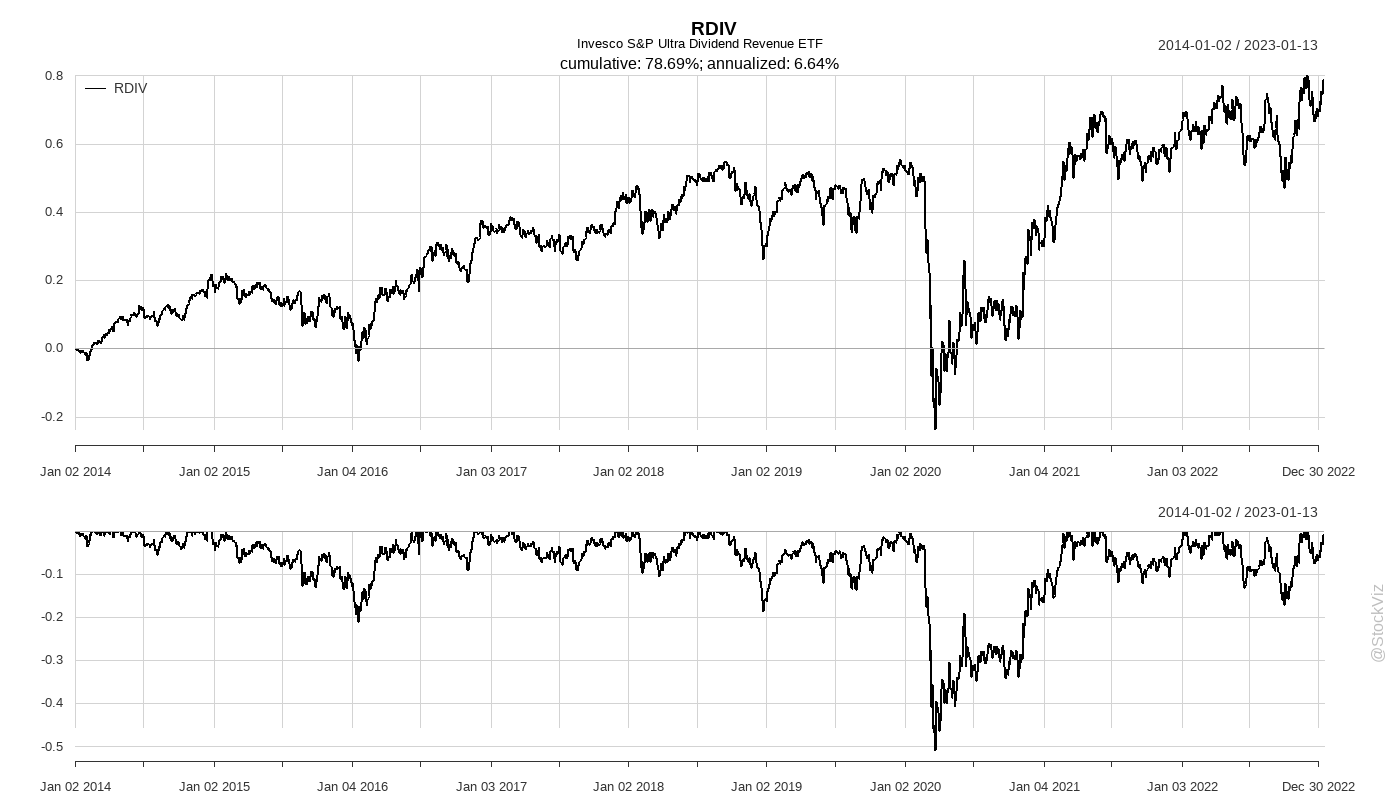 RDIV
Invesco S&P Ultra Dividend Revenue ETF
cumulative: 78.69%; annualized: 6.64%
2014-01-02 / 2023-01-13
RDIV
0.8
0.6
0.4
0.2
0.0
-0.2
Jan 02 2014 Jan 02 2015 Jan 04 2016 Jan 03 2017 Jan 02 2018 Jan 02 2019 Jan 02 2020 Jan 04 2021 Jan 03 2022 Dec 30 2022
2014-01-02 / 2023-01-13
-0.1
-0.2
-0.3
-0.4
-0.5
Jan 02 2014 Jan 02 2015 Jan 04 2016 Jan 03 2017 Jan 02 2018 Jan 02 2019 Jan 02 2020 Jan 04 2021 Jan 03 2022 Dec 30 2022
@StockViz